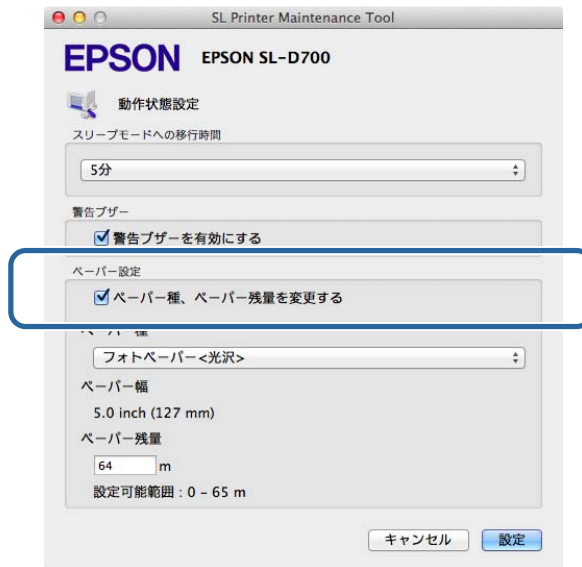 SL Printer Maintenance Tool
EPSON EPSON SL-D700
動作状態設定
スリープモードへの移行時間
5分
警告ブザー
警告ブザーを有効にする
ペーパー設定
ペーパー種、ペーパー残量を変更する
ペーパー種
フォトペーパー<光沢>
ペーパー幅
5.0 inch (127 mm)
ペーパー残量
64 m
設定可能範囲：0 – 65 m
キャンセル 設定